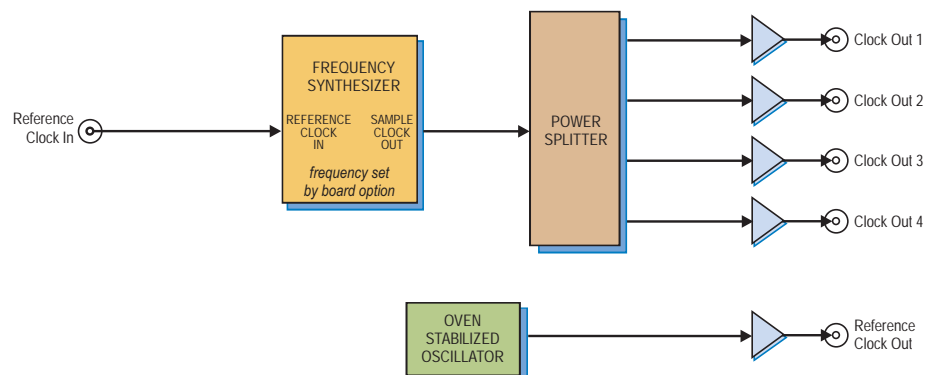 Reference
Clock In
FREQUENCY
SYNTHESIZER
REFERENCE
CLOCK
IN
SAMPLE
CLOCK
OUT
frequency set
by board option
POWER
SPLITTER
Clock Out 1
Clock Out 2
Clock Out 3
Clock Out 4
OVEN
STABILIZED
OSCILLATOR
Reference
Clock Out